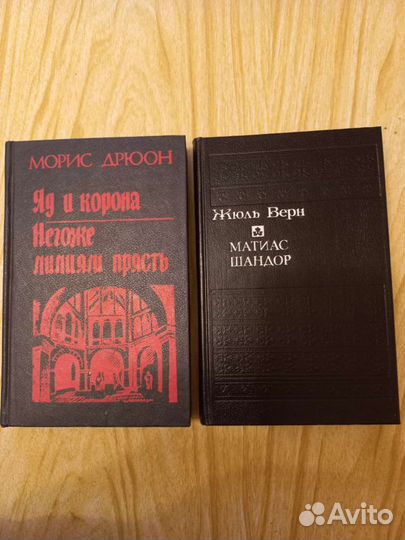 МОРИС ДРЮОН
Яд и корона
Негоже
лилиям прясть
Жюль Верн
МАТИАС
ШАНДОР
Avito